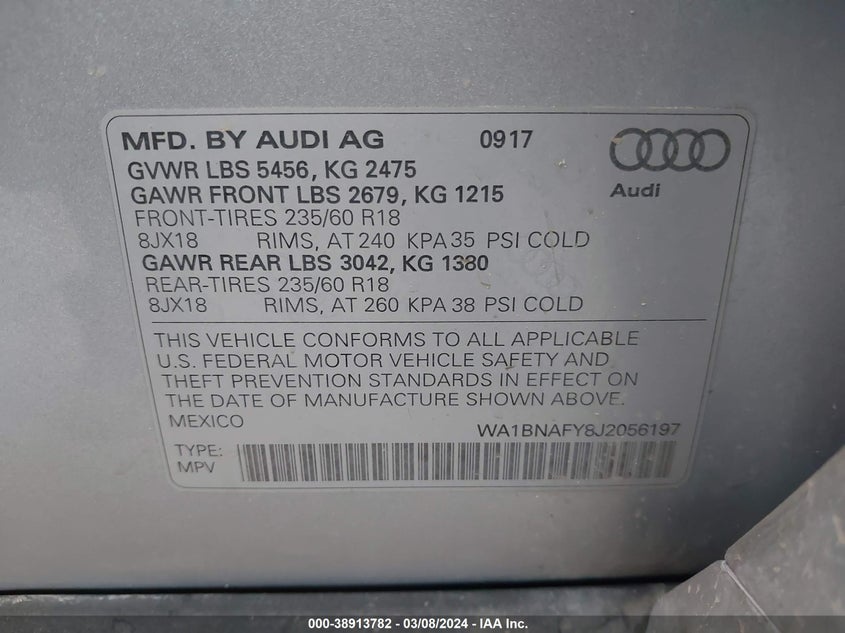 MFD. BY AUDI AG 0917
GVWR LBS 5456, KG 2475
GAWR FRONT LBS 2679, KG 1215
Audi
FRONT-TIRES 235/60 R18
8JX18 RIMS, AT 240 KPA 35 PSI COLD
GAWR REAR LBS 3042, KG 1380
REAR-TIRES 235/60 R18
8JX18 RIMS, AT 260 KPA 38 PSI COLD
THIS VEHICLE CONFORMS TO ALL APPLICABLE
U.S. FEDERAL MOTOR VEHICLE SAFETY AND
THEFT PREVENTION STANDARDS IN EFFECT ON
THE DATE OF MANUFACTURE SHOWN ABOVE.
MEXICO
WA1BNAFY8J2056197
TYPE:
MPV
000-38913782 - 03/08/2024 - IAAI.COM